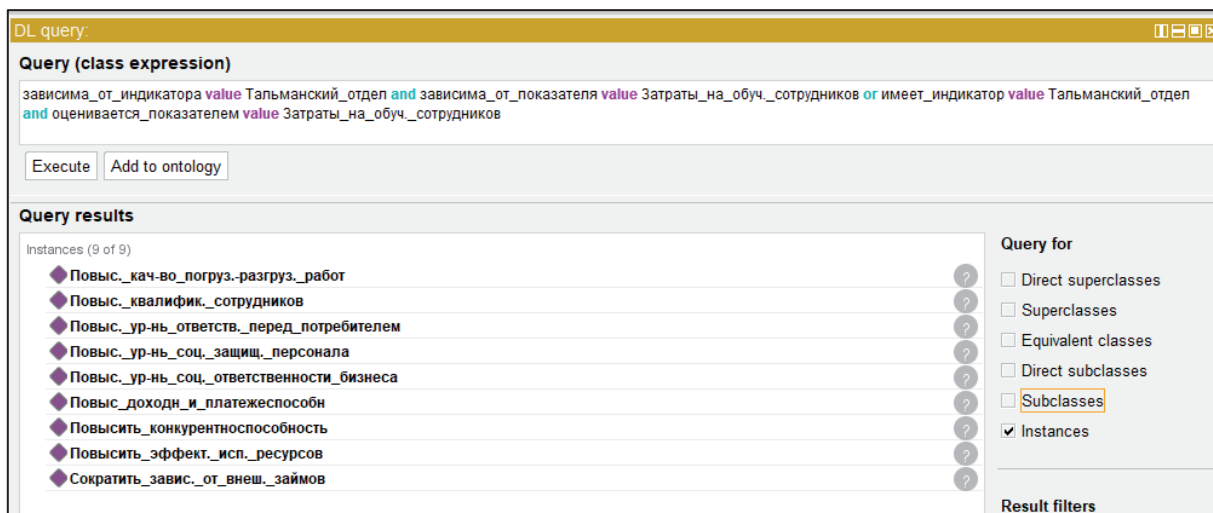 DL query:
Query (class expression)
зависима_от_индикатора value Тальманский_отдел and зависима_от_показателя value Затраты_на_обуч._сотрудников or имеет_индикатор value Тальманский_отдел
and оценивается_показателем value Затраты_на_обуч._сотрудников
Execute Add to ontology
Query results
Instances (9 of 9)
Повыс._кач-во_погруз.-разгруз._работ
Повыс._квалифик._сотрудников
Повыс._ур-нь_ответств._перед_потребителем
Повыс._ур-нь_соц._защищ._персонала
Повыс._ур-нь_соц._ответственности_бизнеса
Повыс_доходн_и_платежеспособн
Повысить_конкурентноспособность
Повысить_эффект._исп._ресурсов
Сократить_завис._от_внеш._займов
Query for
Direct superclasses
Superclasses
Equivalent classes
Direct subclasses
Subclasses
Instances
Result filters